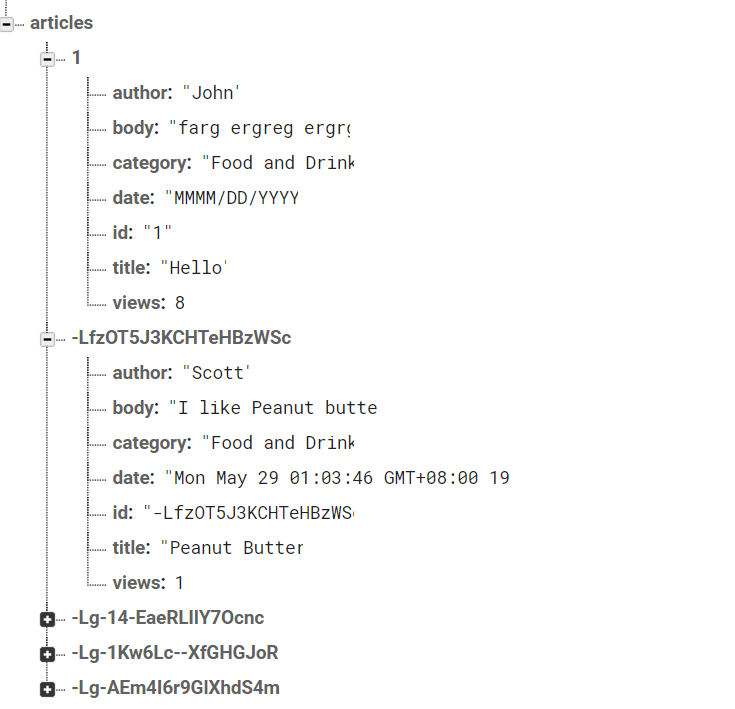 articles
1
author: "John"
body: "farg ergreg ergrg
category: "Food and Drink
date: "MMMM/DD/YYYY
id: "1"
title: "Hello'
views: 8
-LfzOT5J3KCHTeHBzWSc
author: "Scott'
body: "I like Peanut butte
category: "Food and Drink
date: "Mon May 29 01:03:46 GMT+08:00 19
id: "-LfzOT5J3KCHTeHBzWSc
title: "Peanut Butter
views: 1
-Lg-14-EaeRLIIY7Ocnc
-Lg-1Kw6Lc--XfGHGJoR
-Lg-AEm4I6r9GIXhdS4m